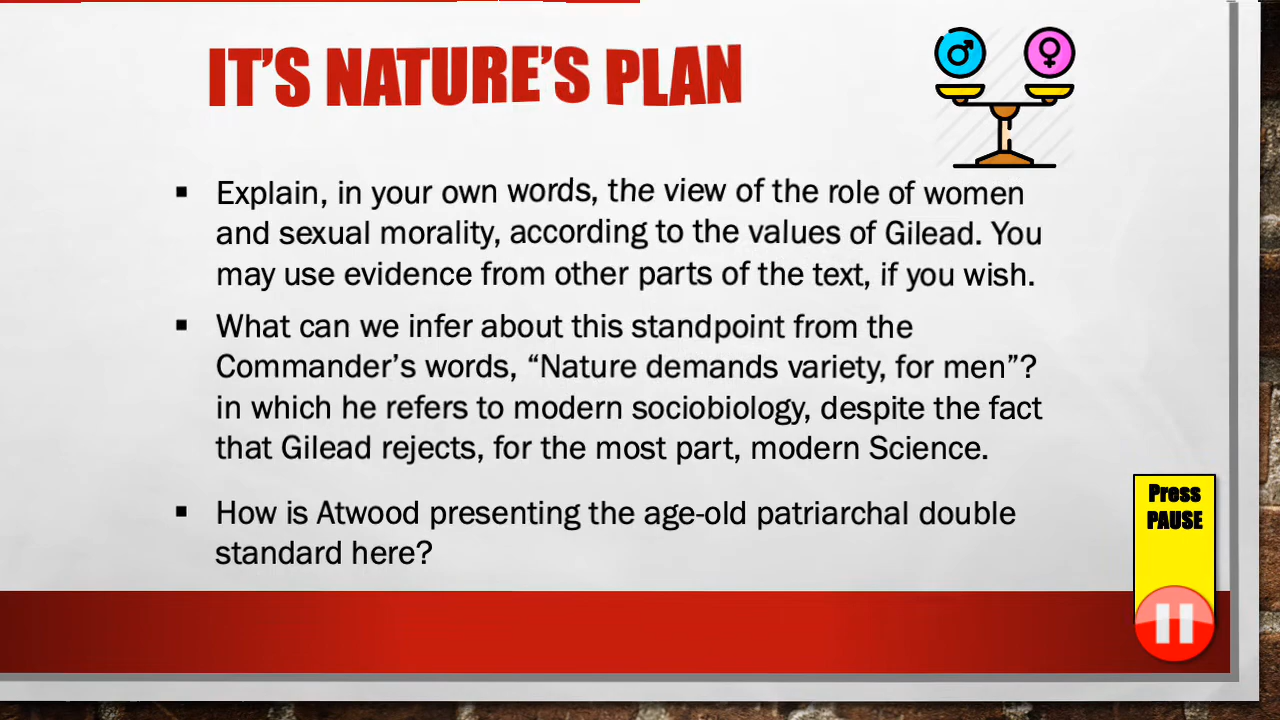 IT'S NATURE'S PLAN
▪ Explain, in your own words, the view of the role of women
and sexual morality, according to the values of Gilead. You
may use evidence from other parts of the text, if you wish.
▪ What can we infer about this standpoint from the
Commander's words, “Nature demands variety, for men”?
in which he refers to modern sociobiology, despite the fact
that Gilead rejects, for the most part, modern Science.
▪ How is Atwood presenting the age-old patriarchal double
standard here?
Press
PAUSE